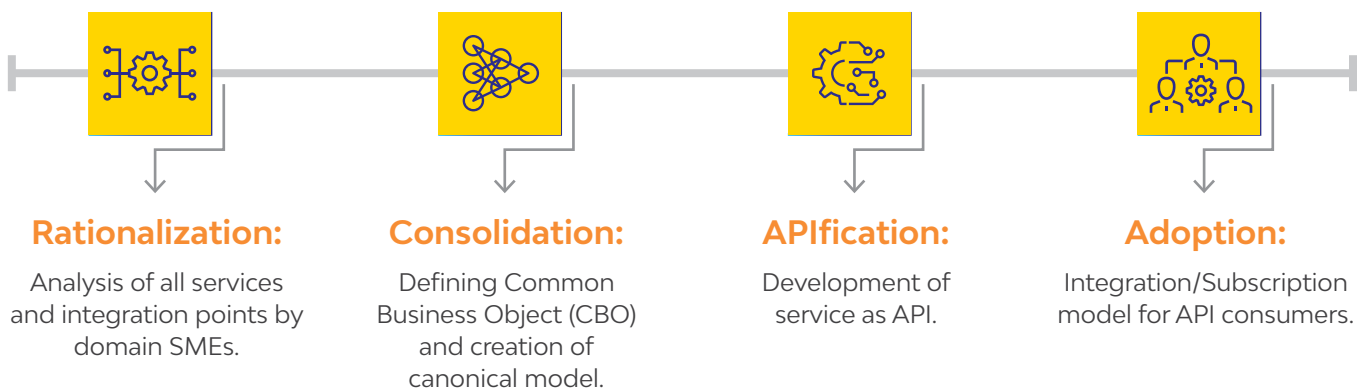 Rationalization:
Analysis of all services
and integration points by
domain SMEs.
Consolidation:
Defining Common
Business Object (CBO)
and creation of
canonical model.
APIfication:
Development of
service as API.
Adoption:
Integration/Subscription
model for API consumers.